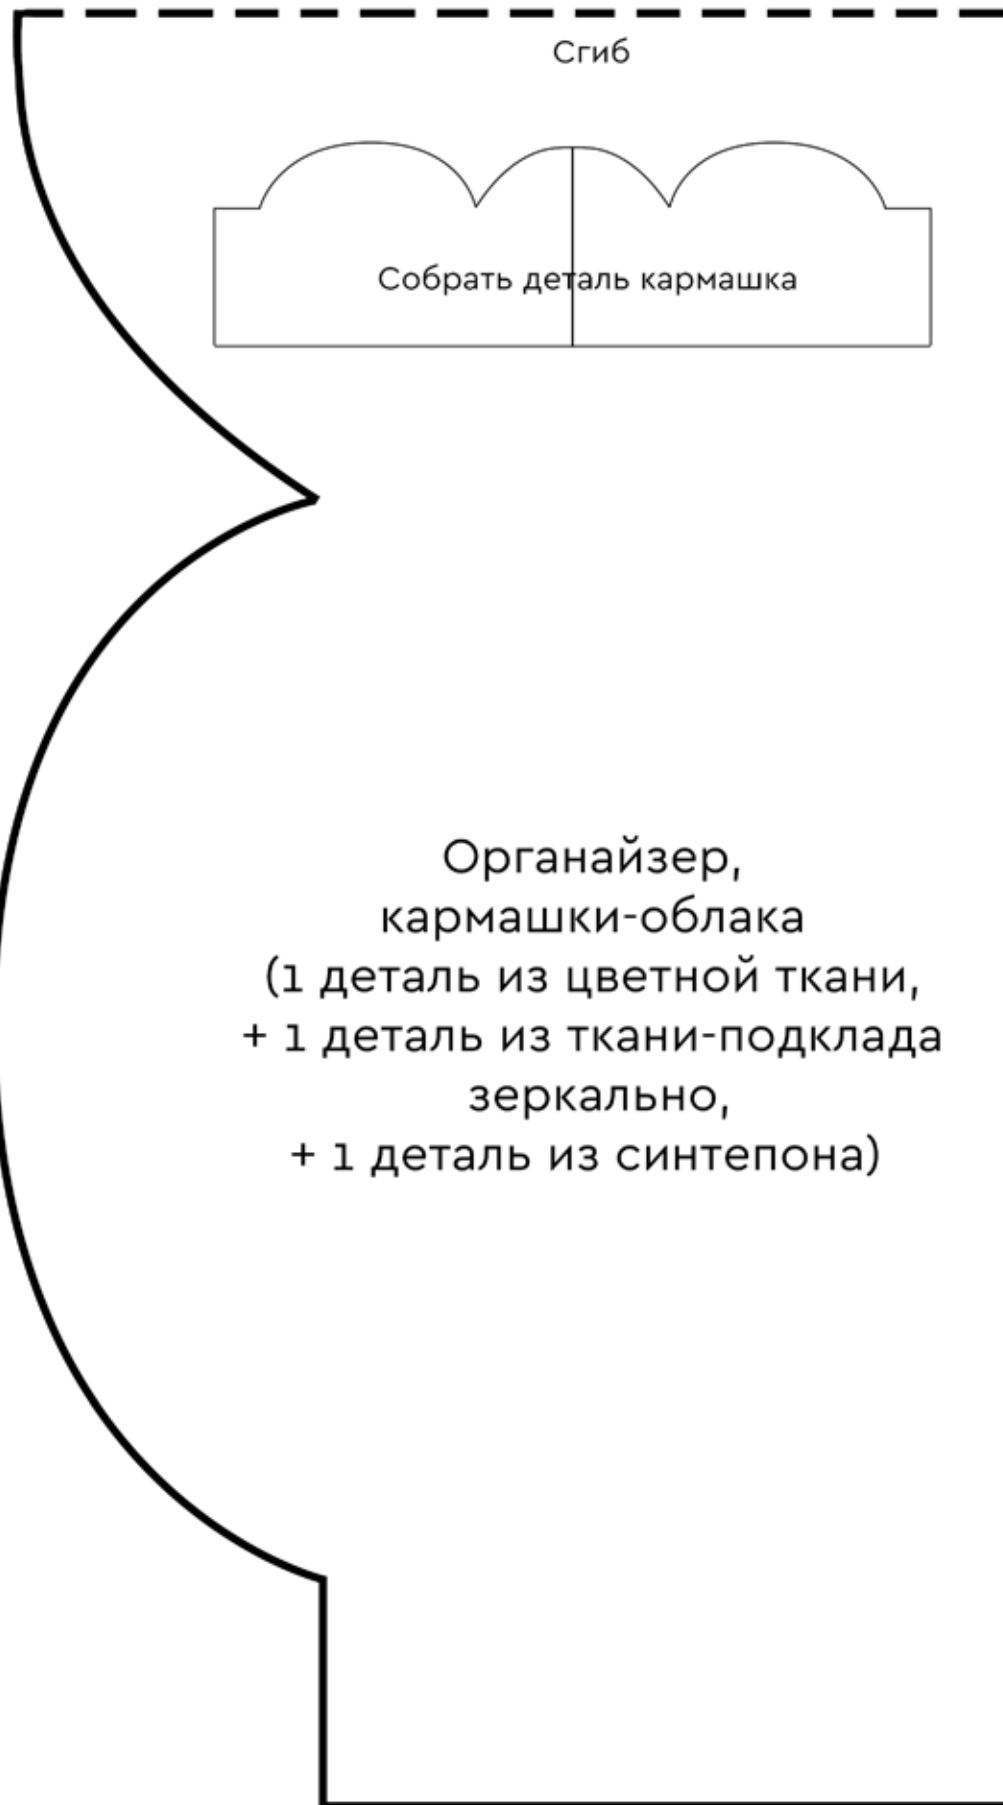 Сгиб
Собрать деталь кармашка
Органайзер,
кармашки-облака
(1 деталь из цветной ткани,
+ 1 деталь из ткани-подклада
зеркально,
+ 1 деталь из синтепона)